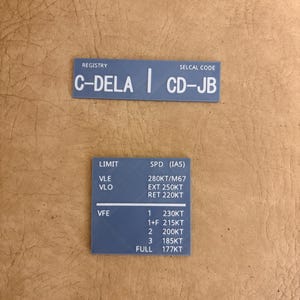 REGISTRY SELCAL CODE
C-DELA | CD-JB
LIMIT SPD (IAS)
VLE 280KT/M67
VLO EXT 250KT
RET 220KT
VFE 1 230KT
1+F 215KT
2 200KT
3 185KT
FULL 177KT